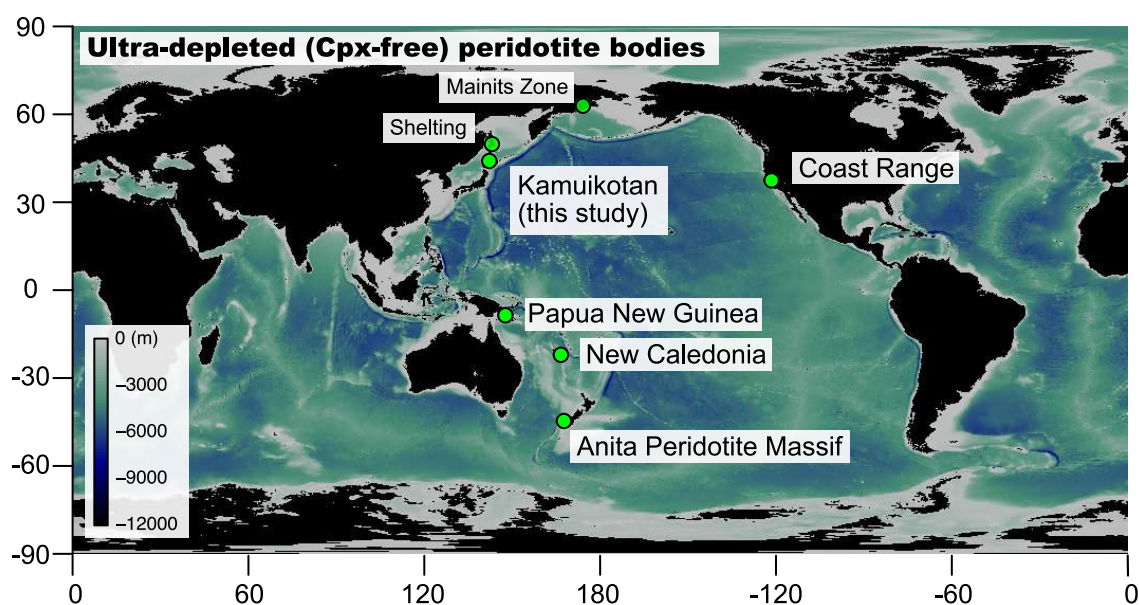 Ultra-depleted (Cpx-free) peridotite bodies
90
60
30
0
-30
-60
-90
Mainits Zone
Shelting
Kamuikotan
(this study)
Coast Range
Papua New Guinea
New Caledonia
Anita Peridotite Massif
0 (m)
–3000
–6000
–9000
–12000
0
60
120
180
-120
-60
0